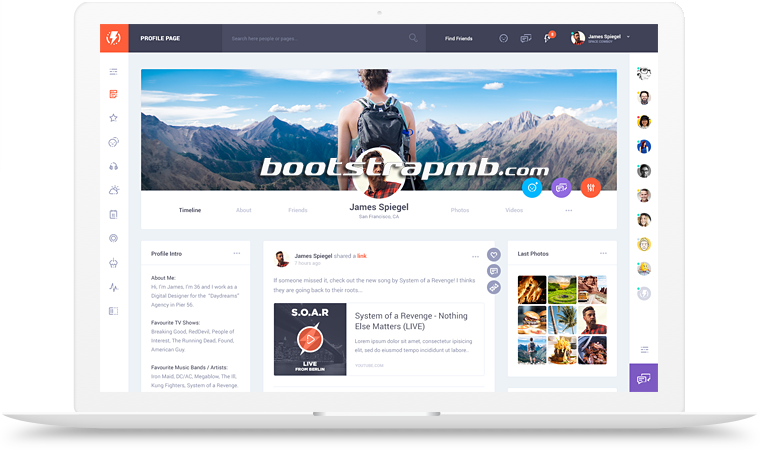 PROFILE PAGE
Search here people or pages
Find Friends
6
James Spiegel
SPACE COWBOY
bootstrapmb.com
Timeline
About
Friends
James Spiegel
San Francisco, CA
Photos
Videos
Profile Intro
About Me:
Hi, I'm James, I'm 36 and I work as a
Digital Designer for the "Daydreams"
Agency in Pier 56.
Favourite TV Shows:
Breaking Good, RedDevil, People of
Interest, The Running Dead, Found,
American Guy.
Favourite Music Bands / Artists:
Iron Maid, DC/AC, Megablow, The Ill,
Kung Fighters, System of a Revenge
James Spiegel shared a link
7 hours ago
If someone missed it, check out the new song by System of a Revenge! I thinks
they are going back to their roots...
S.O.A.R
LIVE
FROM BERLIN
System of a Revenge - Nothing
Else Matters (LIVE)
Lorem ipsum dolor sit amet, consectetur ipisicing
elit, sed do eiusmod tempo incididunt ut labore..
YOUTUBE.COM
Last Photos